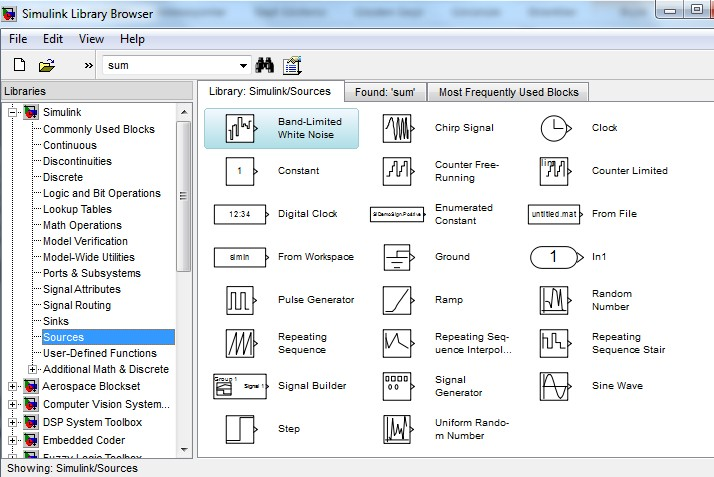 Simulink Library Browser
File Edit View Help
» sum
Libraries
Library: Simulink/Sources Found: 'sum' Most Frequently Used Blocks
Simulink
Commonly Used Blocks
Continuous
Discontinuities
Discrete
Logic and Bit Operations
Lookup Tables
Math Operations
Model Verification
Model-Wide Utilities
Ports & Subsystems
Signal Attributes
Signal Routing
Sinks
Sources
User-Defined Functions
Additional Math & Discrete
Aerospace Blockset
Computer Vision System...
DSP System Toolbox
Embedded Coder
Fuzzy Logic Toolbox
Band-Limited
White Noise
Chirp Signal
Clock
1 Constant
Counter Free-
Running
lim
Counter Limited
12:34 Digital Clock
SlDemoSign.Positive
Enumerated
Constant
untitled.mat From File
simin From Workspace
Ground
1 In1
Pulse Generator
Ramp
Random
Number
Repeating
Sequence
Repeating Seq-
uence Interpol...
Repeating
Sequence Stair
Group 1
Signal 1
Signal Builder
Signal
Generator
Sine Wave
Step
Uniform Rando-
m Number
Showing: Simulink/Sources